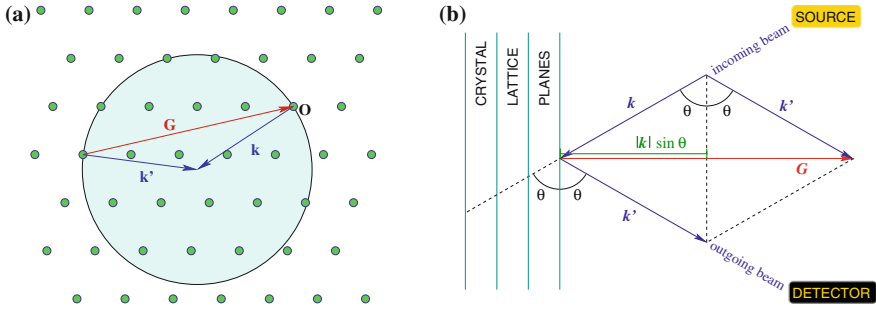 (a)
O
G
k
k'
(b)
SOURCE
incoming beam
CRYSTAL
LATTICE
PLANES
k
θ
θ
k'
|k| sin θ
G
θ
θ
k'
outgoing beam
DETECTOR